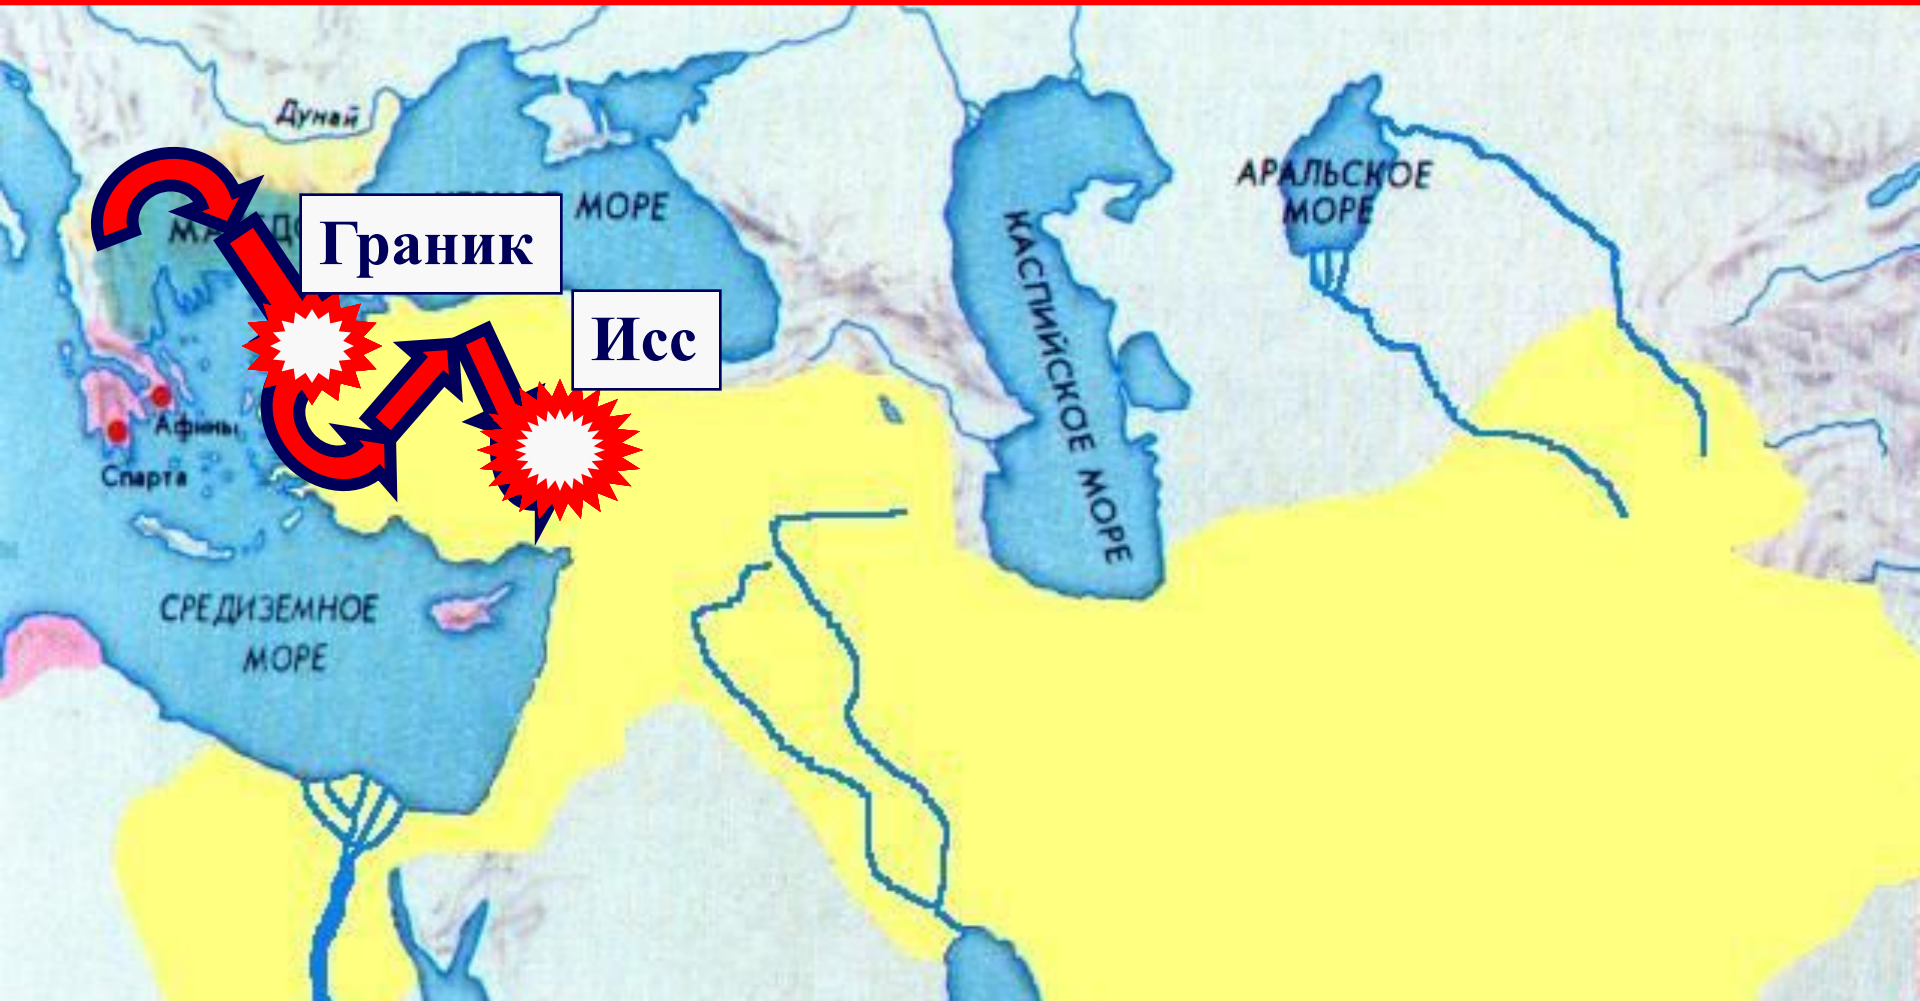 Дунай
АРАЛЬСКОЕ
МОРЕ
МОРЕ
Граник
КАСПИЙСКОЕ МОРЕ
Исс
Афины
Спарта
СРЕДИЗЕМНОЕ
МОРЕ